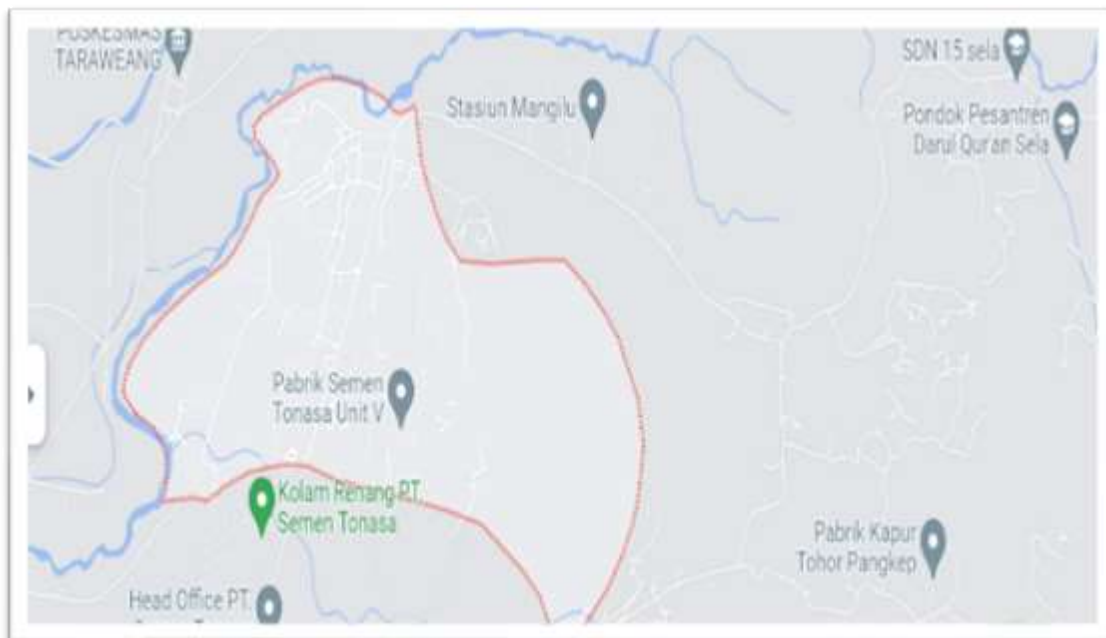 PUSKESMAS
TARAWEANG
SDN 15 sela
Stasiun Mangilu
Pondok Pesantren
Darul Qur'an Sela
Pabrik Semen
Tonasa Unit V
Kolam Renang PT.
Semen Tonasa
Pabrik Kapur
Tohor Pangkep
Head Office PT.